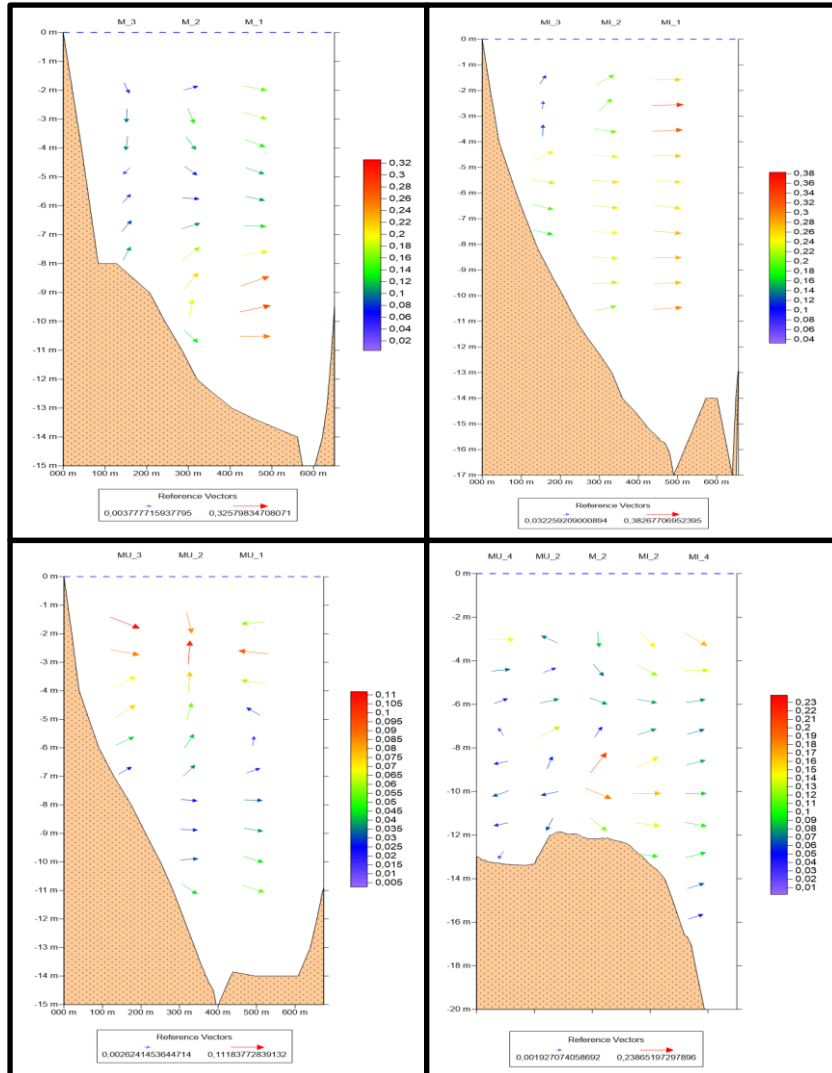 M_3 M_2 M_1
0 m
-1 m
-2 m
-3 m
-4 m
-5 m
-6 m
-7 m
-8 m
-9 m
-10 m
-11 m
-12 m
-13 m
-14 m
-15 m
000 m 100 m 200 m 300 m 400 m 500 m 600 m
0,32
0,3
0,28
0,26
0,24
0,22
0,2
0,18
0,16
0,14
0,12
0,1
0,08
0,06
0,04
0,02
Reference Vectors
0,003777715937795 0,32579834708071
MI_3 MI_2 MI_1
0 m
-1 m
-2 m
-3 m
-4 m
-5 m
-6 m
-7 m
-8 m
-9 m
-10 m
-11 m
-12 m
-13 m
-14 m
-15 m
-16 m
-17 m
000 m 100 m 200 m 300 m 400 m 500 m 600 m
0,38
0,36
0,34
0,32
0,3
0,28
0,26
0,24
0,22
0,2
0,18
0,16
0,14
0,12
0,1
0,08
0,06
0,04
Reference Vectors
0,032259209000894 0,38267706952395
MU_3 MU_2 MU_1
0 m
-1 m
-2 m
-3 m
-4 m
-5 m
-6 m
-7 m
-8 m
-9 m
-10 m
-11 m
-12 m
-13 m
-14 m
-15 m
000 m 100 m 200 m 300 m 400 m 500 m 600 m
0,11
0,105
0,1
0,095
0,09
0,085
0,08
0,075
0,07
0,065
0,06
0,055
0,05
0,045
0,04
0,035
0,03
0,025
0,02
0,015
0,01
0,005
Reference Vectors
0,0026241453644714 0,11183772839132
MU_4 MU_2 M_2 MI_2 MI_4
0 m
-2 m
-4 m
-6 m
-8 m
-10 m
-12 m
-14 m
-16 m
-18 m
-20 m
0,23
0,22
0,21
0,2
0,19
0,18
0,17
0,16
0,15
0,14
0,13
0,12
0,11
0,1
0,09
0,08
0,07
0,06
0,05
0,04
0,03
0,02
0,01
Reference Vectors
0,001927074058692 0,23865197297896